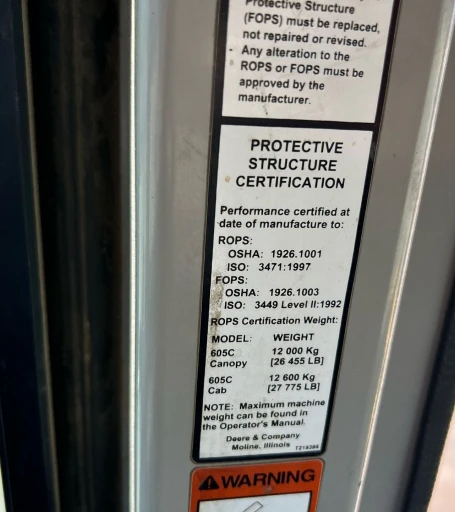 Protective Structure
(FOPS) must be replaced,
not repaired or revised.
- Any alteration to the
ROPS or FOPS must be
approved by the
manufacturer.
PROTECTIVE
STRUCTURE
CERTIFICATION
Performance certified at
date of manufacture to:
ROPS:
OSHA: 1926.1001
ISO: 3471:1997
FOPS:
OSHA: 1926.1003
ISO: 3449 Level II:1992
ROPS Certification Weight:
MODEL: WEIGHT
605C 12 000 Kg
Canopy [26 455 LB]
605C 12 600 Kg
Cab [27 775 LB]
NOTE: Maximum machine
weight can be found in
the Operator's Manual.
Deere & Company
Moline, Illinois
WARNING